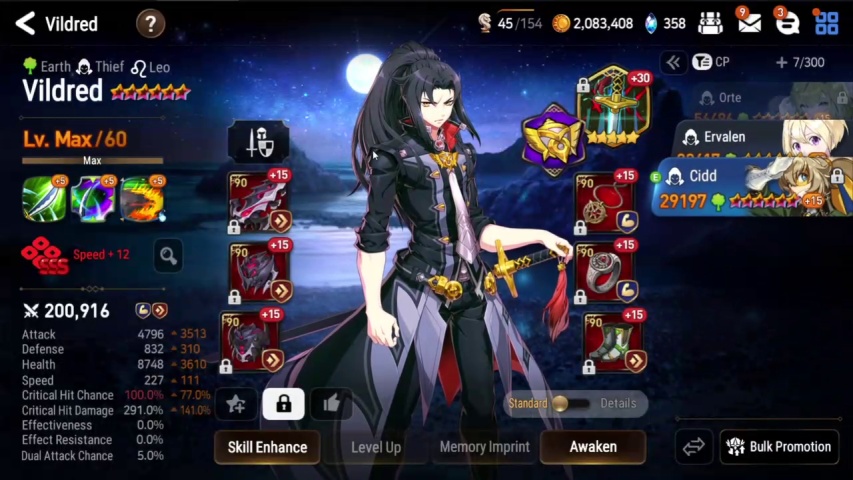 Vildred ?
45/154 2,083,408 358 9 3
Earth Thief Leo
Vildred
Lv. Max/60
Max
+5 +5 +5
SSS Speed + 12
200,916
Attack 4796 3513
Defense 832 310
Health 8748 3610
Speed 227 111
Critical Hit Chance 100.0% 77.0%
Critical Hit Damage 291.0% 141.0%
Effectiveness 0.0%
Effect Resistance 0.0%
Dual Attack Chance 5.0%
90 +15
90 +15
90 +15
+30
90 +15
90 +15
90 +15
Standard Details
Skill Enhance Level Up Memory Imprint Awaken
CP + 7/300
Orte
Ervalen
E Cidd
29197 +15
Bulk Promotion